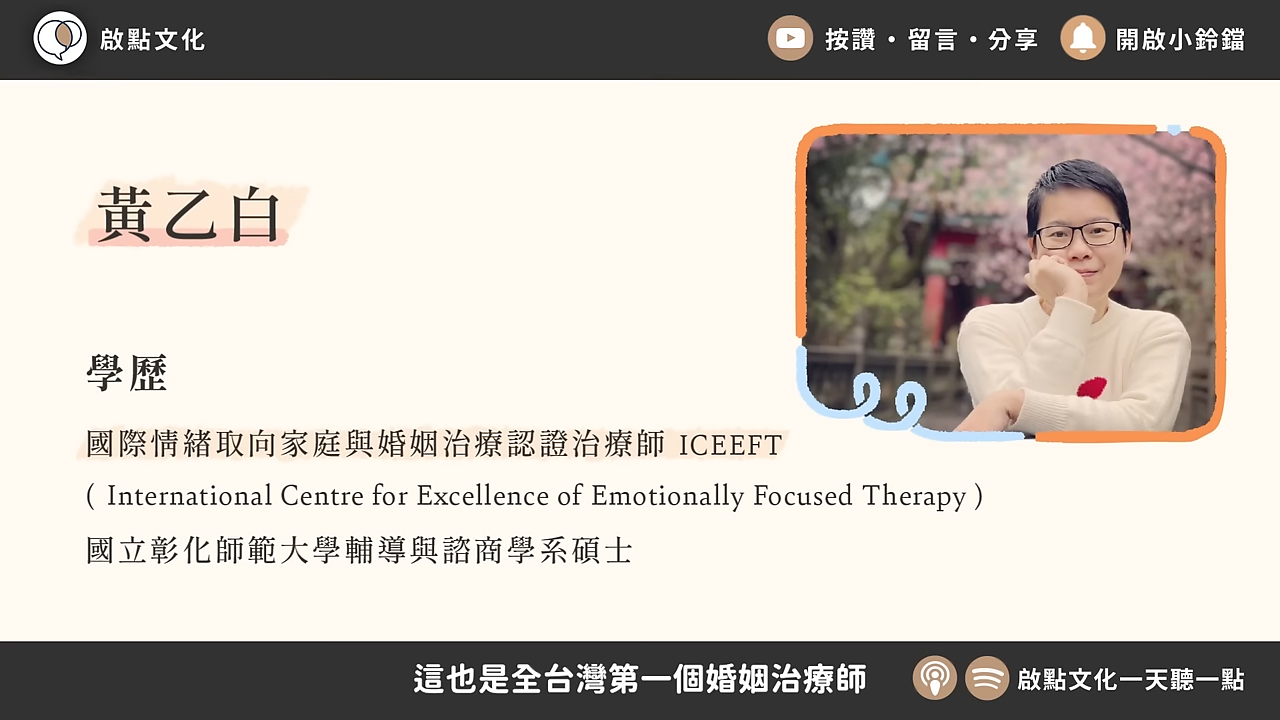 啟點文化
按讚・留言・分享
開啟小鈴鐺
黃乙白
學歷
國際情緒取向家庭與婚姻治療認證治療師 ICEEFT
( International Centre for Excellence of Emotionally Focused Therapy )
國立彰化師範大學輔導與諮商學系碩士
這也是全台灣第一個婚姻治療師
啟點文化一天聽一點